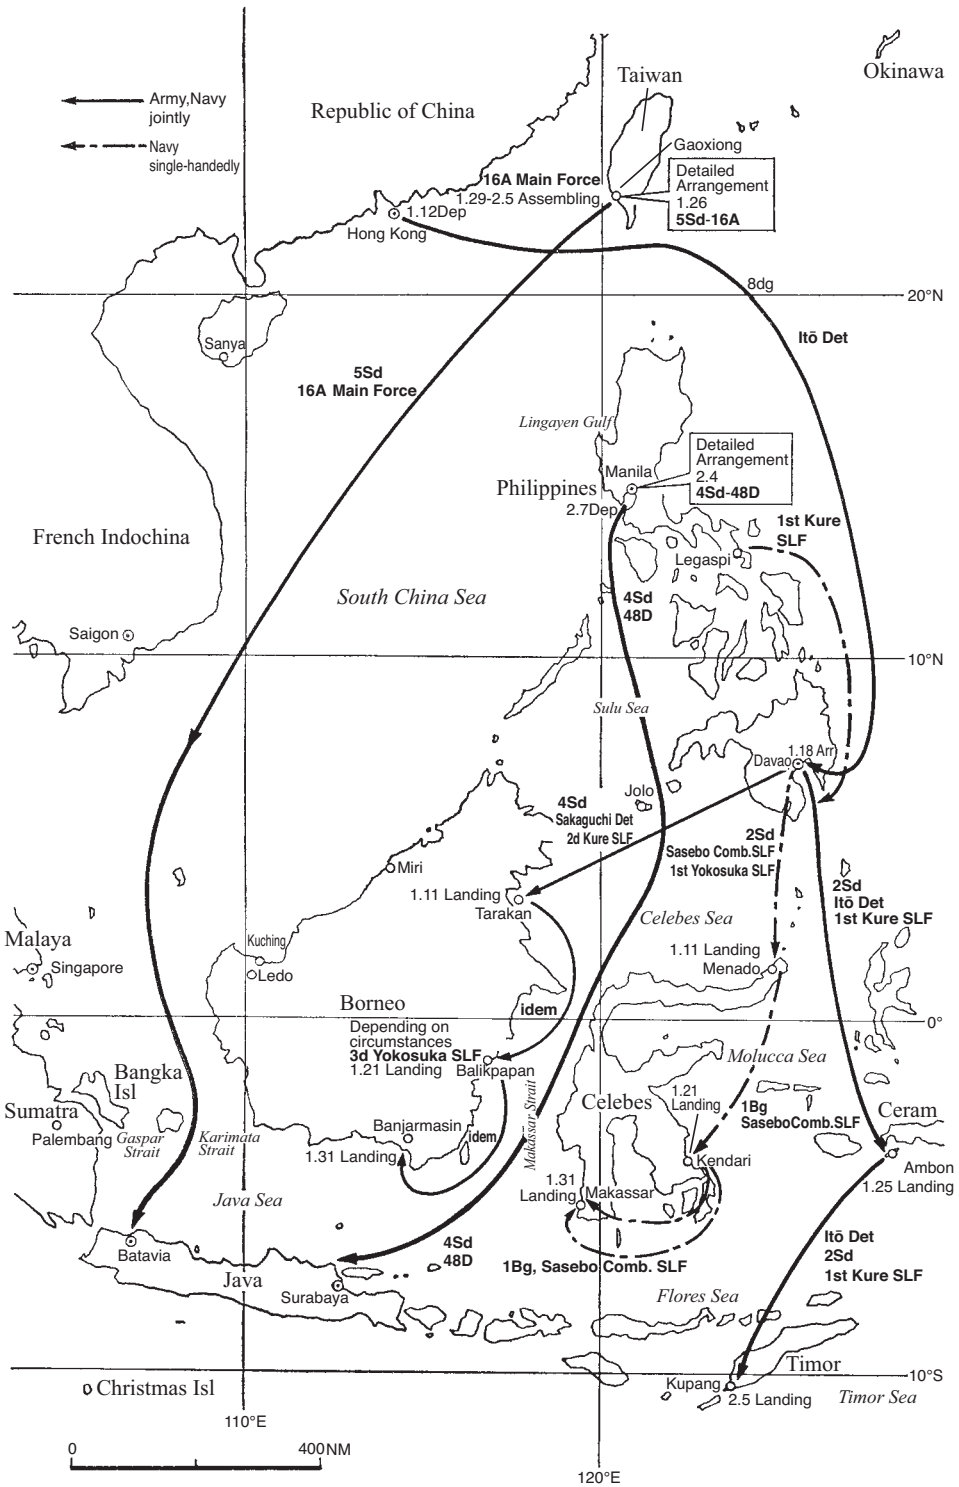 Okinawa
Taiwan
Army,Navy
jointly
Republic of China
Navy
single-handedly
Gaoxiong
Detailed
Arrangement
1.26
5Sd-16A
16A Main Force
1.29-2.5 Assembling
1.12Dep
Hong Kong
8dg
20°N
Itō Det
Sanya
5Sd
16A Main Force
Lingayen Gulf
Detailed
Arrangement
2.4
4Sd-48D
Manila
Philippines
2.7Dep
1st Kure
SLF
French Indochina
Legaspi
South China Sea
4Sd
48D
Saigon
10°N
Sulu Sea
1.18 Arr
Davao
Jolo
4Sd
Sakaguchi Det
2d Kure SLF
2Sd
Sasebo Comb.SLF
1st Yokosuka SLF
Miri
1.11 Landing
Tarakan
2Sd
Itō Det
1st Kure SLF
Celebes Sea
Malaya
Kuching
Singapore
Ledo
1.11 Landing
Menado
Borneo
idem
0°
Depending on
circumstances
3d Yokosuka SLF
1.21 Landing
Balikpapan
Molucca Sea
Bangka
Isl
Makassar Strait
Celebes
1.21
Landing
1Bg
SaseboComb.SLF
Ceram
Sumatra
Palembang
Gaspar
Strait
Karimata
Strait
Banjarmasin
idem
1.31 Landing
Kendari
Ambon
1.25 Landing
1.31
Landing
Makassar
Java Sea
Batavia
4Sd
48D
1Bg, Sasebo Comb. SLF
Itō Det
2Sd
1st Kure SLF
Java
Surabaya
Flores Sea
Timor
Kupang
10°S
2.5 Landing
Timor Sea
Christmas Isl
110°E
0
400NM
120°E